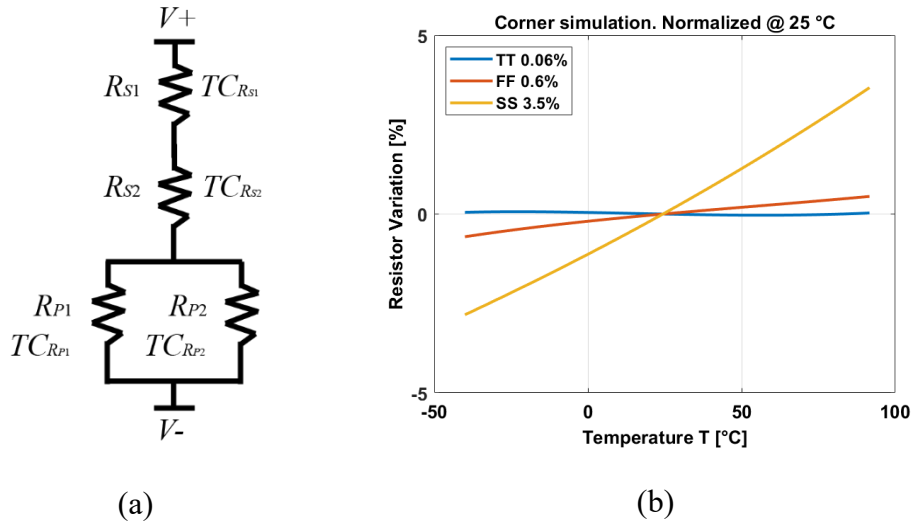 V+
RS1 TCRS1
RS2 TCRS2
RP1 RP2
TCRP1 TCRP2
V-
(a)
Corner simulation. Normalized @ 25 °C
TT 0.06%
FF 0.6%
SS 3.5%
Resistor Variation [%]
5
0
-5
-50 0 50 100
Temperature T [°C]
(b)